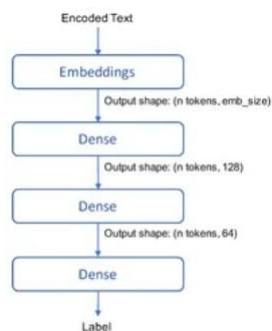 Encoded Text
Embeddings
Output shape: (n tokens, emb_size)
Dense
Output shape: (n tokens, 128)
Dense
Output shape: (n tokens, 64)
Dense
Label